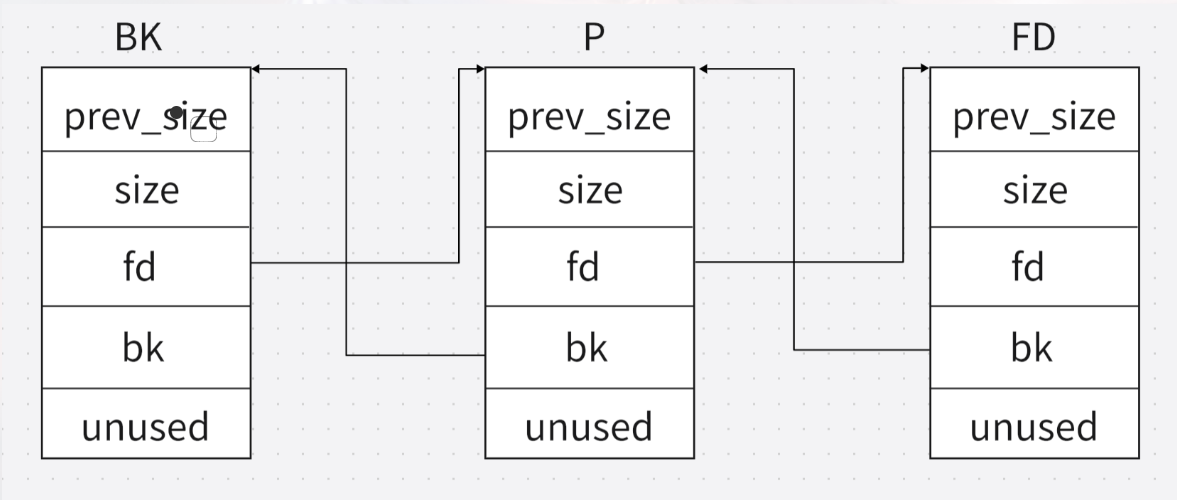 BK
P
FD
prev_size
prev_size
prev_size
size
size
size
fd
fd
fd
bk
bk
bk
unused
unused
unused